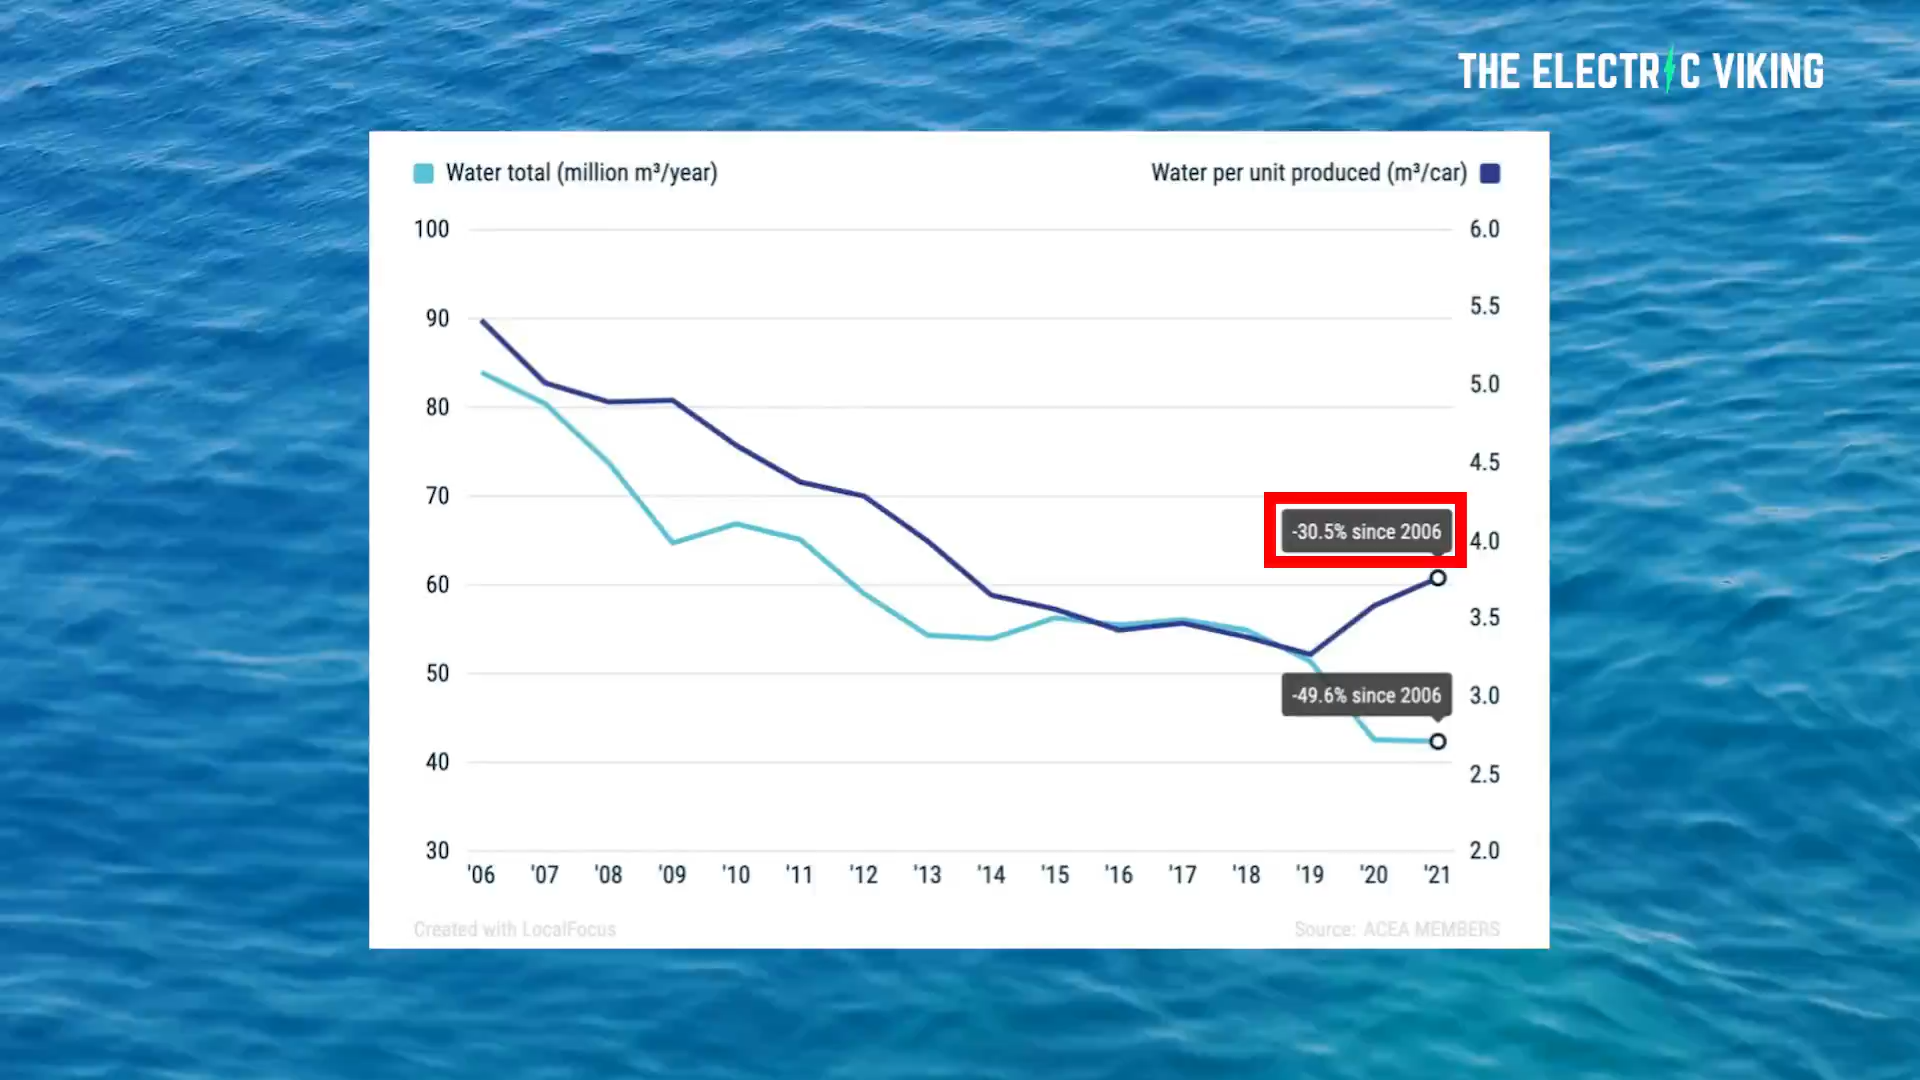 THE ELECTRIC VIKING
Water total (million m³/year)
Water per unit produced (m³/car)
100
90
80
70
60
50
40
30
6.0
5.5
5.0
4.5
4.0
3.5
3.0
2.5
2.0
-30.5% since 2006
-49.6% since 2006
'06 '07 '08 '09 '10 '11 '12 '13 '14 '15 '16 '17 '18 '19 '20 '21
Created with LocalFocus
Source: ACEA MEMBERS